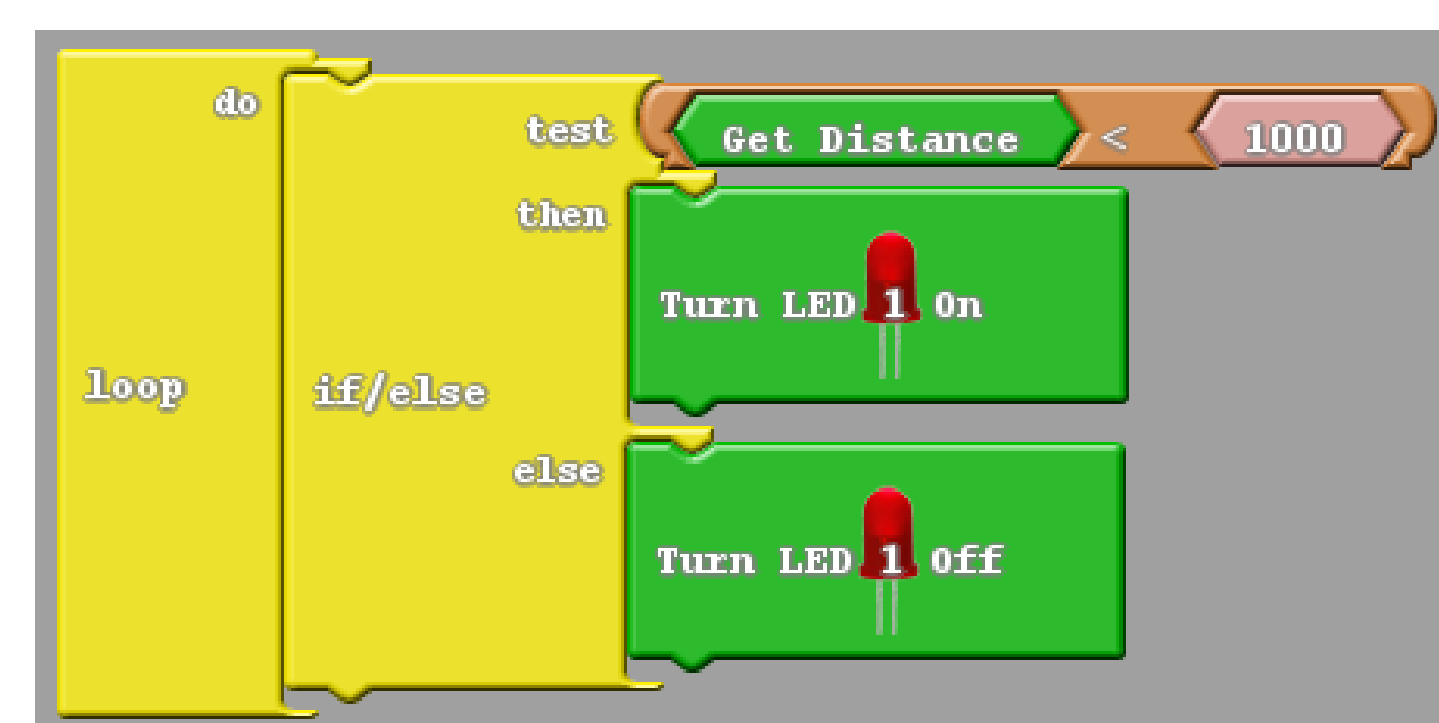 do
test
Get Distance < 1000
then
Turn LED 1 On
loop
if/else
else
Turn LED 1 Off